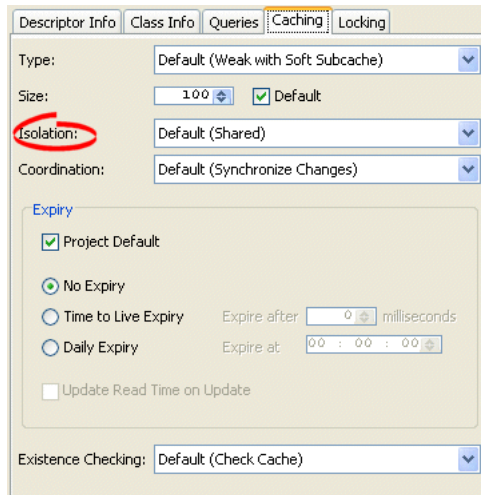 Descriptor Info Class Info Queries Caching Locking
Type: Default (Weak with Soft Subcache)
Size: 100 Default
Isolation: Default (Shared)
Coordination: Default (Synchronize Changes)
Expiry
Project Default
No Expiry
Time to Live Expiry Expire after 0 milliseconds
Daily Expiry Expire at 00 : 00 : 00
Update Read Time on Update
Existence Checking: Default (Check Cache)